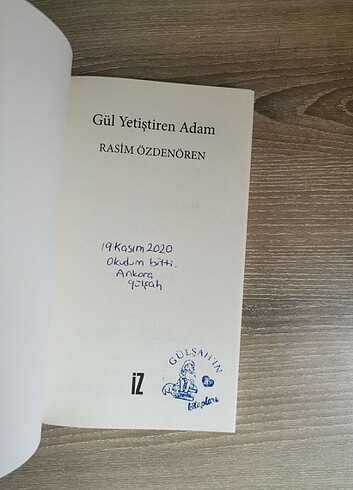 Gül Yetiştiren Adam
RASİM ÖZDENÖREN
19 Kasım 2020
Okudum bitti.
Ankara
gülşah
GÜLŞAH'IN
kitapları
İZ